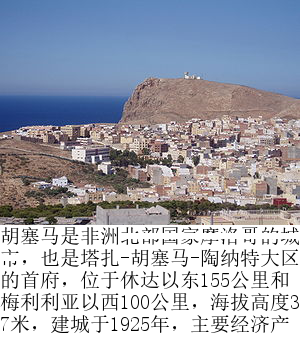 胡塞马是非洲北部国家摩洛哥的城
市，也是塔扎-胡塞马-陶纳特大区
的首府，位于休达以东155公里和
梅利利亚以西100公里，海拔高度3
7米，建城于1925年，主要经济产